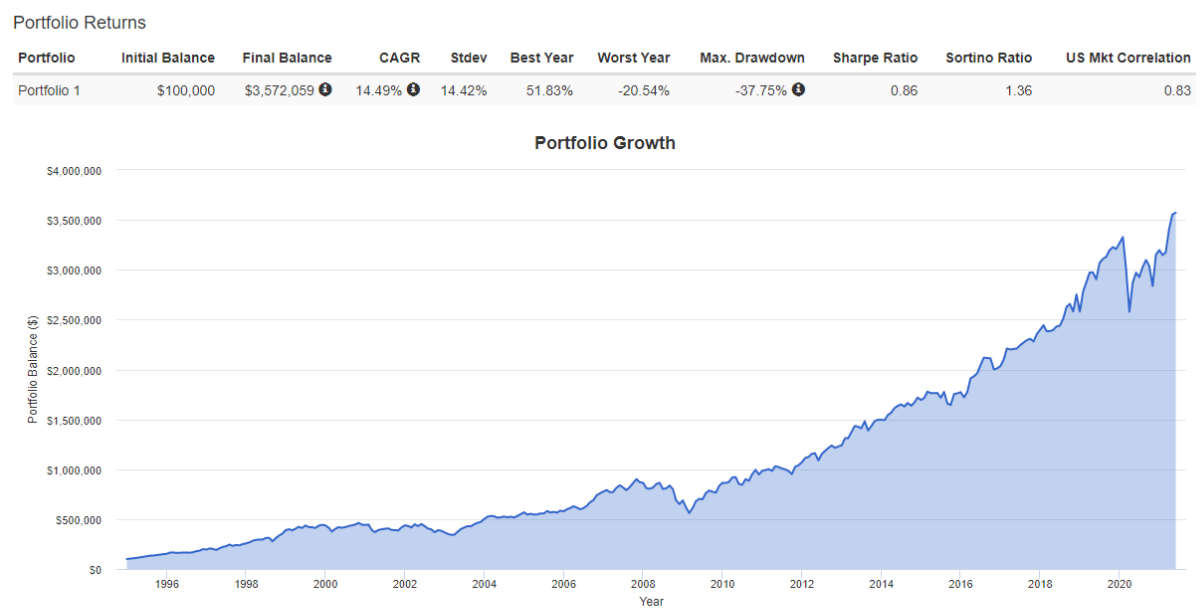 Portfolio Returns
Portfolio Initial Balance Final Balance CAGR Stdev Best Year Worst Year Max. Drawdown Sharpe Ratio Sortino Ratio US Mkt Correlation
Portfolio 1 $100,000 $3,572,059 14.49% 14.42% 51.83% -20.54% -37.75% 0.86 1.36 0.83
Portfolio Growth
$4,000,000
$3,500,000
$3,000,000
$2,500,000
$2,000,000
$1,500,000
$1,000,000
$500,000
$0
Portfolio Balance ($)
1996 1998 2000 2002 2004 2006 2008 2010 2012 2014 2016 2018 2020
Year